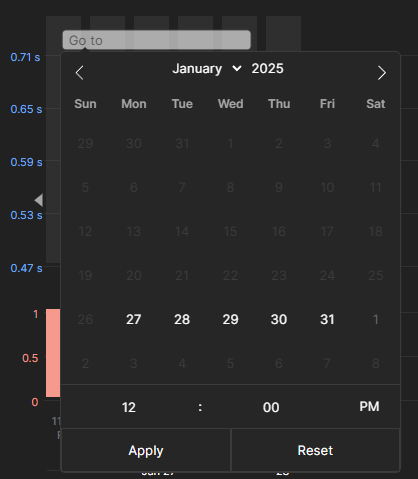 Go to
0.71 s
January 2025
Sun Mon Tue Wed Thu Fri Sat
0.65 s
29 30 31 1 2 3 4
0.59 s
5 6 7 8 9 10 11
0.53 s
12 13 14 15 16 17 18
0.47 s
19 20 21 22 23 24 25
1
26 27 28 29 30 31 1
0.5
2 3 4 5 6 7 8
0
12 : 00 PM
Apply Reset